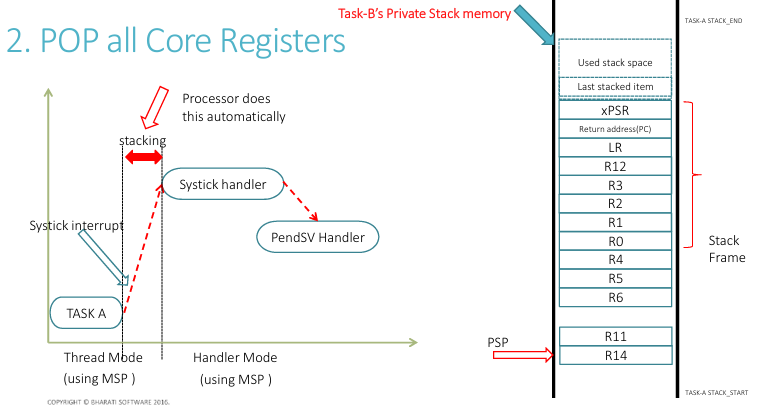 Task-B's Private Stack memory
TASK-A STACK_END
2. POP all Core Registers
Used stack space
Last stacked item
Processor does
this automatically
xPSR
Return address(PC)
stacking
LR
R12
Systick handler
R3
R2
Systick interrupt
R1
PendSV Handler
R0
Stack
Frame
R4
R5
R6
TASK A
R11
PSP
R14
Thread Mode
(using MSP )
Handler Mode
(using MSP )
TASK-A STACK_START
COPYRIGHT © BHARATI SOFTWARE 2016.